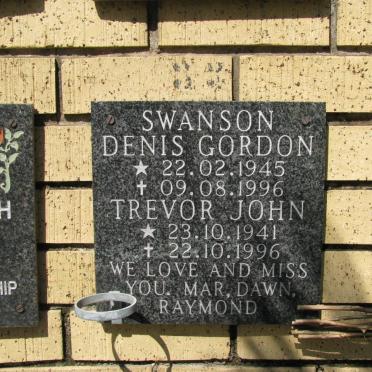 SWANSON
DENIS GORDON
★ 22.02.1945
✝ 09.08.1996
TREVOR JOHN
★ 23.10.1941
✝ 22.10.1996
WE LOVE AND MISS
YOU, MAR, DAWN,
RAYMOND